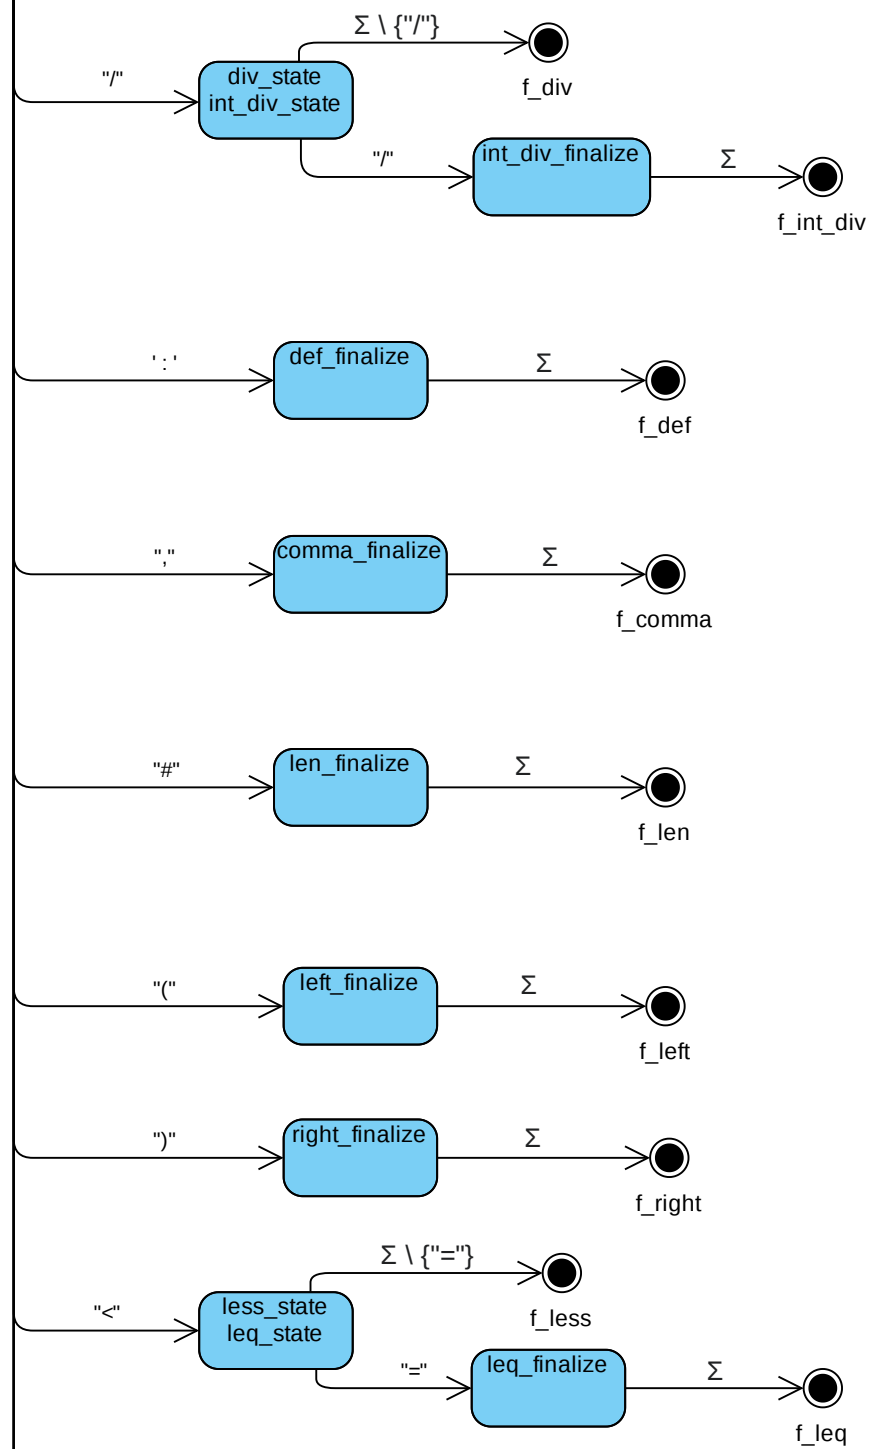 Σ \ {"/"}
"/"
div_state
int_div_state
f_div
"/"
int_div_finalize
Σ
f_int_div
' : '
def_finalize
Σ
f_def
","
comma_finalize
Σ
f_comma
"#"
len_finalize
Σ
f_len
"("
left_finalize
Σ
f_left
")"
right_finalize
Σ
f_right
Σ \ {"="}
"<"
less_state
leq_state
f_less
"="
leq_finalize
Σ
f_leq